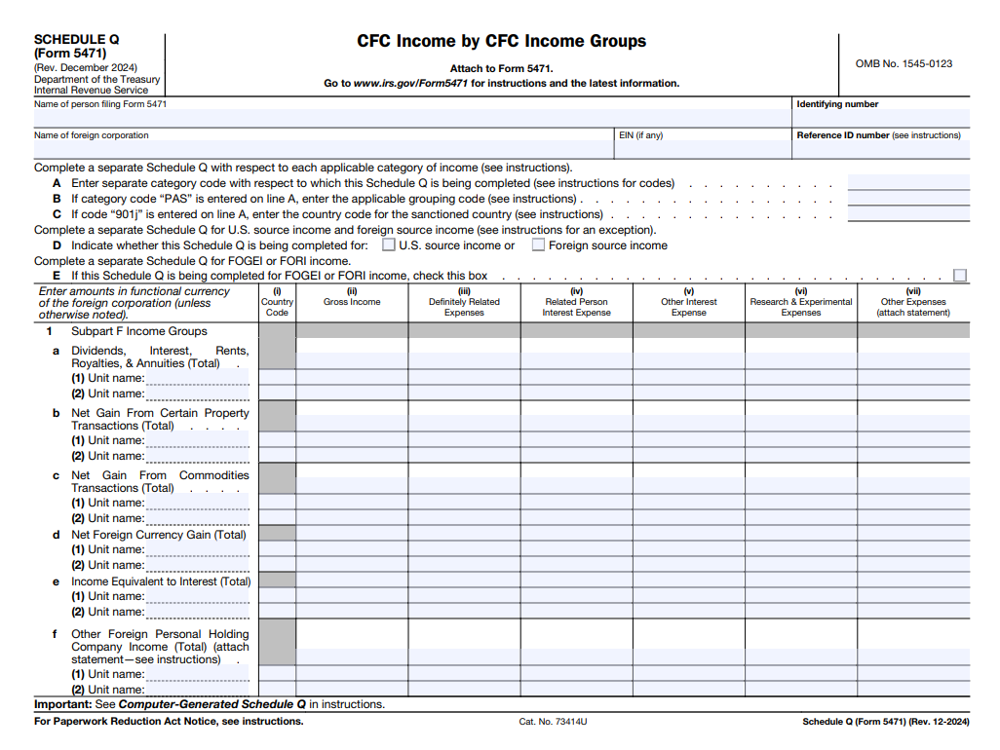 SCHEDULE Q
(Form 5471)
(Rev. December 2024)
Department of the Treasury
Internal Revenue Service
CFC Income by CFC Income Groups
Attach to Form 5471.
Go to www.irs.gov/Form5471 for instructions and the latest information.
OMB No. 1545-0123
Name of person filing Form 5471
Identifying number
Name of foreign corporation
EIN (if any)
Reference ID number (see instructions)
Complete a separate Schedule Q with respect to each applicable category of income (see instructions).
A Enter separate category code with respect to which this Schedule Q is being completed (see instructions for codes) . . . . . . . . . .
B If category code “PAS” is entered on line A, enter the applicable grouping code (see instructions) . . . . . . . . . . . . . . . .
C If code “901j” is entered on line A, enter the country code for the sanctioned country (see instructions) . . . . . . . . . . . . . . .
Complete a separate Schedule Q for U.S. source income and foreign source income (see instructions for an exception).
D Indicate whether this Schedule Q is being completed for: U.S. source income or Foreign source income
Complete a separate Schedule Q for FOGEI or FORI income.
E If this Schedule Q is being completed for FOGEI or FORI income, check this box . . . . . . . . . . . . . . . . . . . . . . . . . . . . . .
Enter amounts in functional currency
of the foreign corporation (unless
otherwise noted).
(i)
Country
Code
(ii)
Gross Income
(iii)
Definitely Related
Expenses
(iv)
Related Person
Interest Expense
(v)
Other Interest
Expense
(vi)
Research & Experimental
Expenses
(vii)
Other Expenses
(attach statement)
1 Subpart F Income Groups
a Dividends, Interest, Rents,
Royalties, & Annuities (Total) .
(1) Unit name:
(2) Unit name:
b Net Gain From Certain Property
Transactions (Total) . . . .
(1) Unit name:
(2) Unit name:
c Net Gain From Commodities
Transactions (Total) . . . .
(1) Unit name:
(2) Unit name:
d Net Foreign Currency Gain (Total)
(1) Unit name:
(2) Unit name:
e Income Equivalent to Interest (Total)
(1) Unit name:
(2) Unit name:
f Other Foreign Personal Holding
Company Income (Total) (attach
statement—see instructions) .
(1) Unit name:
(2) Unit name:
Important: See Computer-Generated Schedule Q in instructions.
For Paperwork Reduction Act Notice, see instructions.
Cat. No. 73414U
Schedule Q (Form 5471) (Rev. 12-2024)